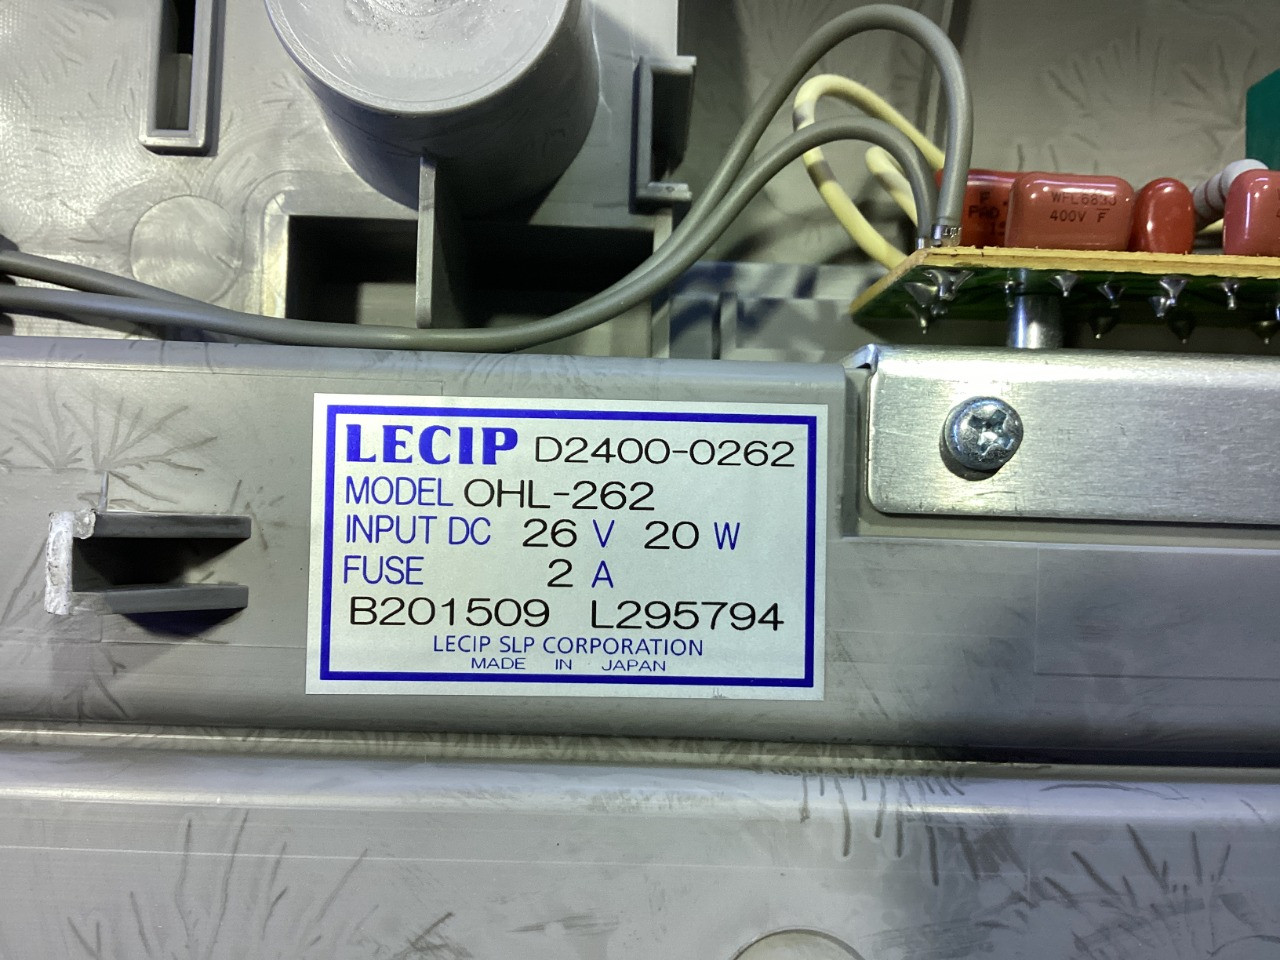 LECIP D2400-0262
MODEL OHL-262
INPUT DC 26 V 20 W
FUSE 2 A
B201509 L295794
LECIP SLP CORPORATION
MADE IN JAPAN
400V F